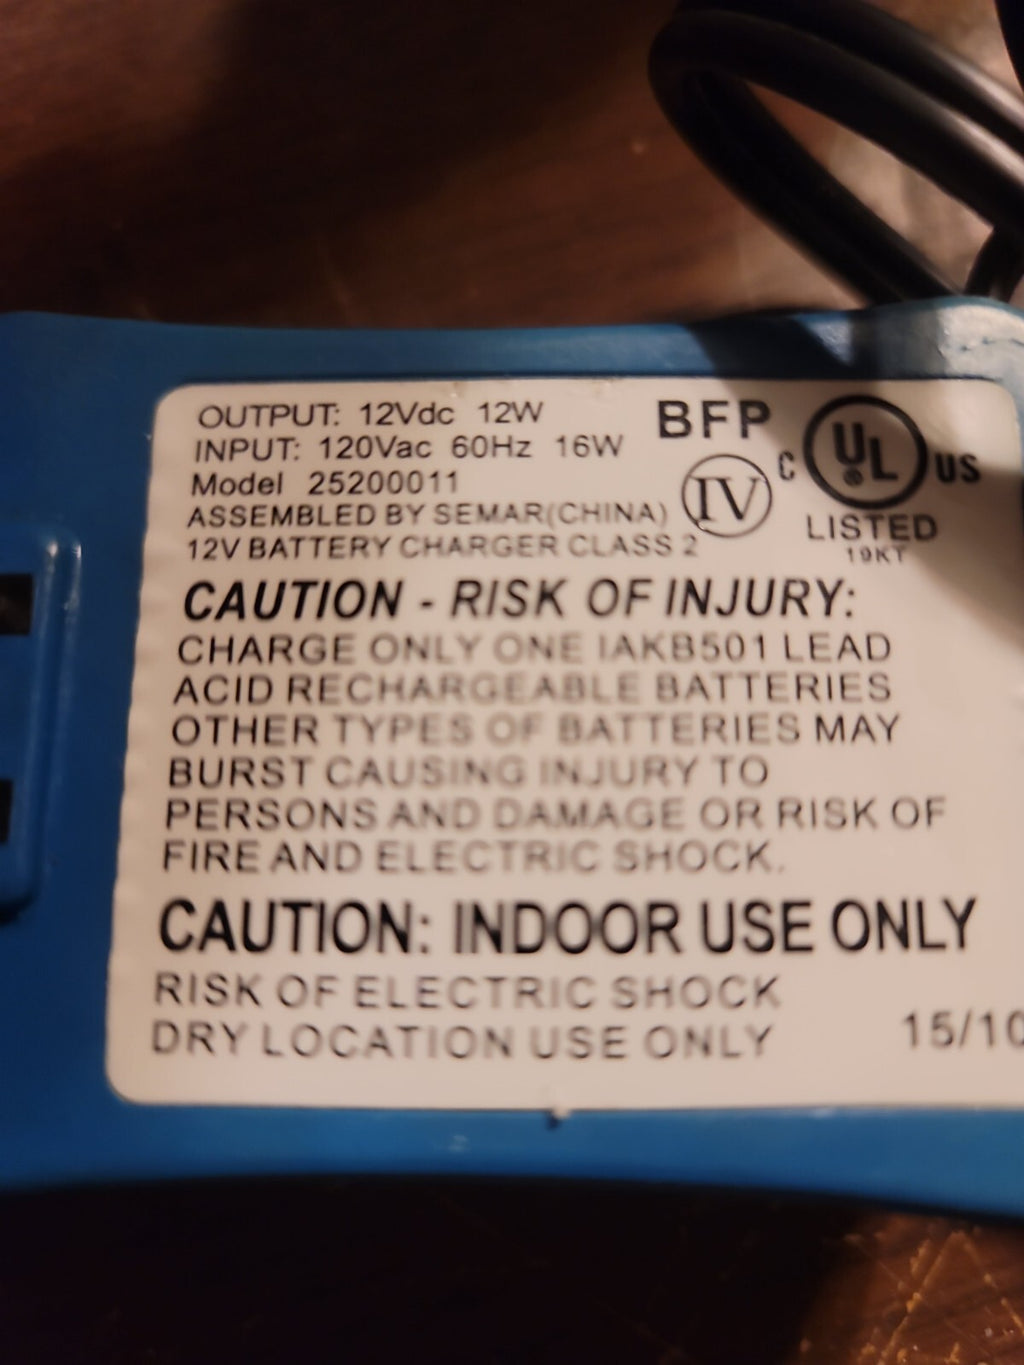 OUTPUT: 12Vdc 12W
INPUT: 120Vac 60Hz 16W
Model 25200011
ASSEMBLED BY SEMAR(CHINA)
12V BATTERY CHARGER CLASS 2
BFP
IV
C UL® US
LISTED
19KT
CAUTION - RISK OF INJURY:
CHARGE ONLY ONE IAKB501 LEAD
ACID RECHARGEABLE BATTERIES
OTHER TYPES OF BATTERIES MAY
BURST CAUSING INJURY TO
PERSONS AND DAMAGE OR RISK OF
FIRE AND ELECTRIC SHOCK.
CAUTION: INDOOR USE ONLY
RISK OF ELECTRIC SHOCK
DRY LOCATION USE ONLY
15/10